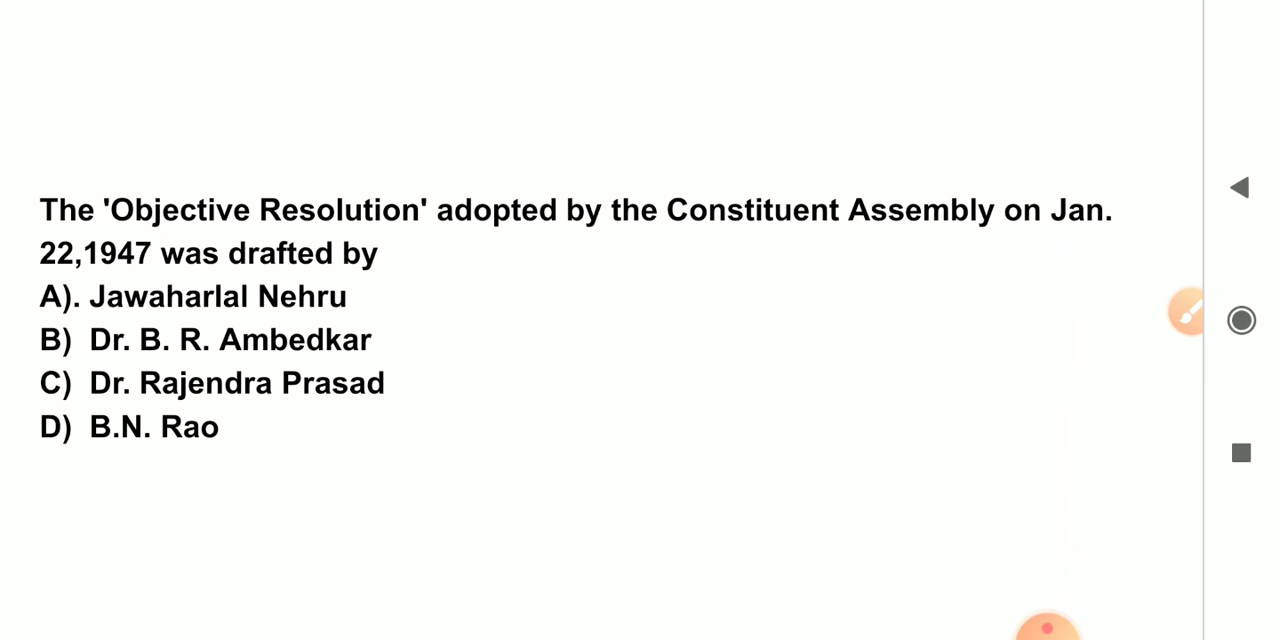 The 'Objective Resolution' adopted by the Constituent Assembly on Jan.
22,1947 was drafted by
A). Jawaharlal Nehru
B) Dr. B. R. Ambedkar
C) Dr. Rajendra Prasad
D) B.N. Rao